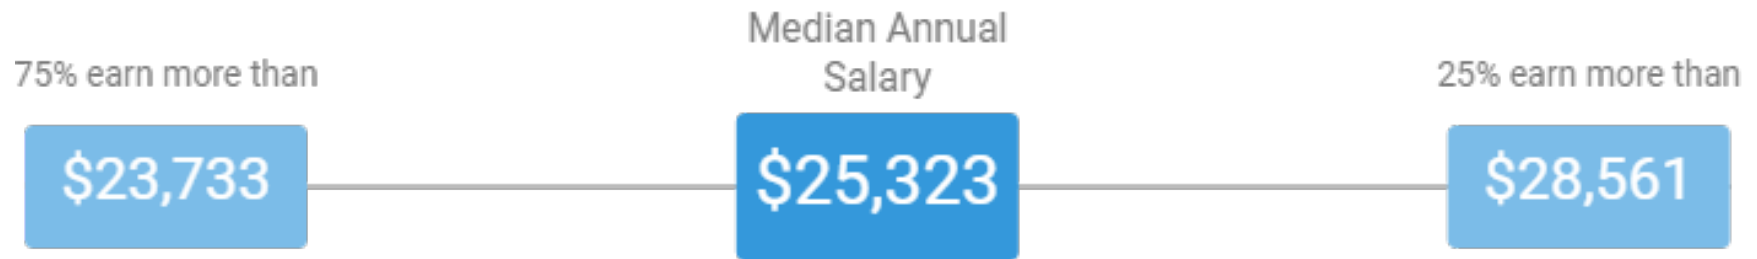 Median Annual
Salary
75% earn more than
25% earn more than
$23,733
$25,323
$28,561